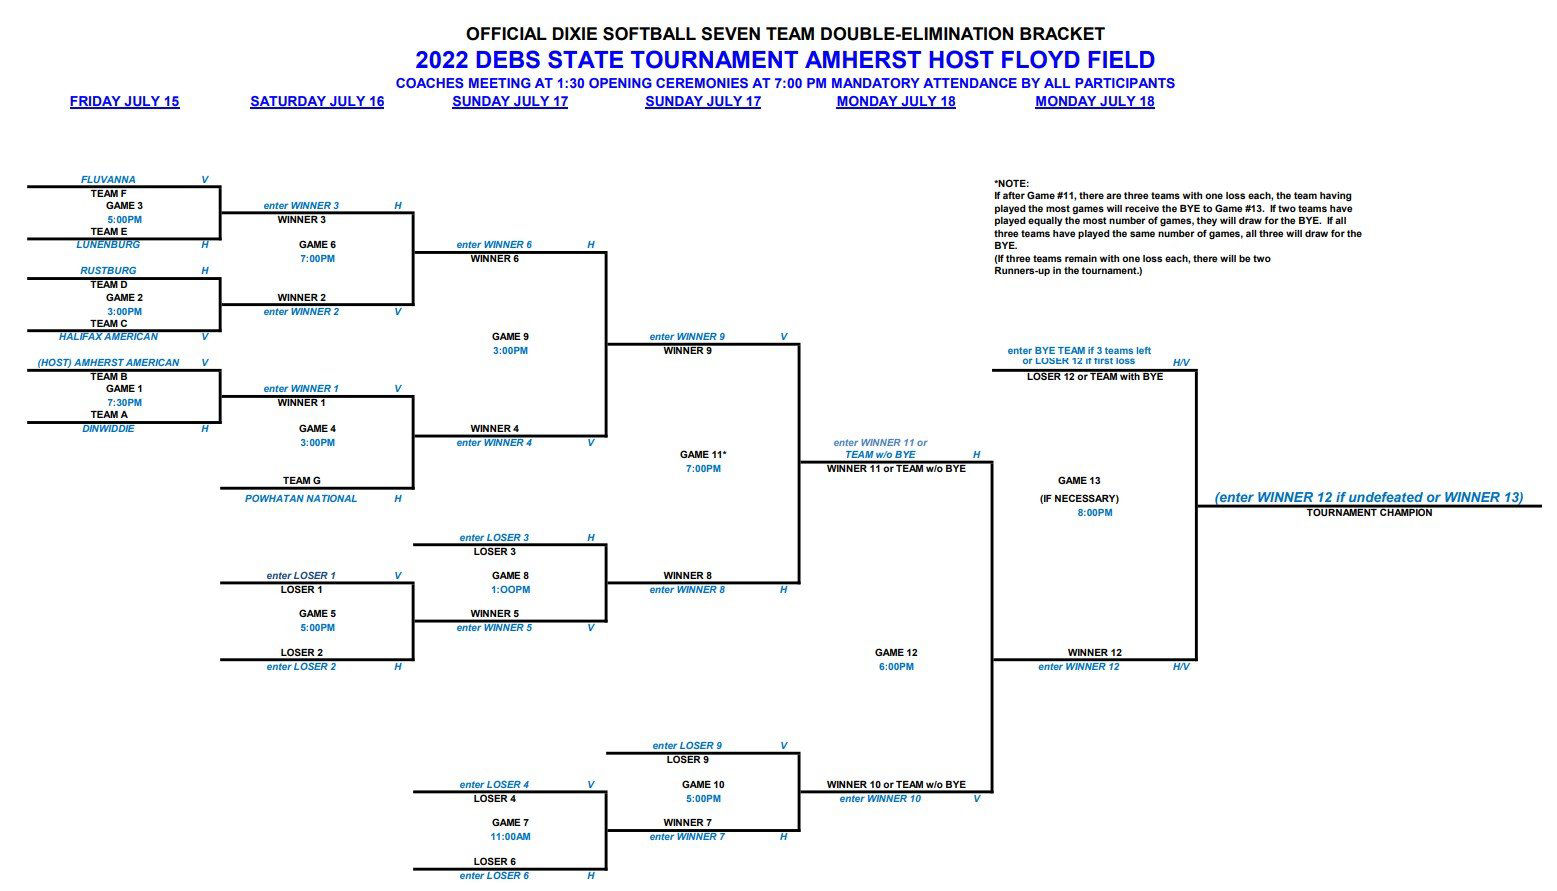 OFFICIAL DIXIE SOFTBALL SEVEN TEAM DOUBLE-ELIMINATION BRACKET
2022 DEBS STATE TOURNAMENT AMHERST HOST FLOYD FIELD
COACHES MEETING AT 1:30 OPENING CEREMONIES AT 7:00 PM MANDATORY ATTENDANCE BY ALL PARTICIPANTS
FRIDAY JULY 15
SATURDAY JULY 16
SUNDAY JULY 17
SUNDAY JULY 17
MONDAY JULY 18
MONDAY JULY 18
FLUVANNA V
TEAM F
GAME 3
5:00PM
TEAM E
LUNENBURG H
RUSTBURG H
TEAM D
GAME 2
3:00PM
TEAM C
HALIFAX AMERICAN V
(HOST) AMHERST AMERICAN V
TEAM B
GAME 1
7:30PM
TEAM A
DINWIDDIE H
enter WINNER 3 H
WINNER 3
GAME 6
7:00PM
WINNER 2
enter WINNER 2 V
enter WINNER 1 V
WINNER 1
GAME 4
3:00PM
TEAM G
POWHATAN NATIONAL H
enter LOSER 1 V
LOSER 1
GAME 5
5:00PM
LOSER 2
enter LOSER 2 H
enter WINNER 6 H
WINNER 6
GAME 9
3:00PM
WINNER 4
enter WINNER 4 V
enter LOSER 3 H
LOSER 3
GAME 8
1:OOPM
WINNER 5
enter WINNER 5 V
enter LOSER 4 V
LOSER 4
GAME 7
11:00AM
LOSER 6
enter LOSER 6 H
enter WINNER 9 V
WINNER 9
GAME 11*
7:00PM
WINNER 8
enter WINNER 8 H
enter LOSER 9 V
LOSER 9
GAME 10
5:00PM
WINNER 7
enter WINNER 7 H
enter WINNER 11 or
TEAM w/o BYE H
WINNER 11 or TEAM w/o BYE
GAME 12
6:00PM
WINNER 10 or TEAM w/o BYE
enter WINNER 10 V
*NOTE:
If after Game #11, there are three teams with one loss each, the team having
played the most games will receive the BYE to Game #13. If two teams have
played equally the most number of games, they will draw for the BYE. If all
three teams have played the same number of games, all three will draw for the
BYE.
(If three teams remain with one loss each, there will be two
Runners-up in the tournament.)
enter BYE TEAM if 3 teams left
or LOSER 12 if first loss H/V
LOSER 12 or TEAM with BYE
GAME 13
(IF NECESSARY)
8:00PM
WINNER 12
enter WINNER 12 H/V
(enter WINNER 12 if undefeated or WINNER 13)
TOURNAMENT CHAMPION